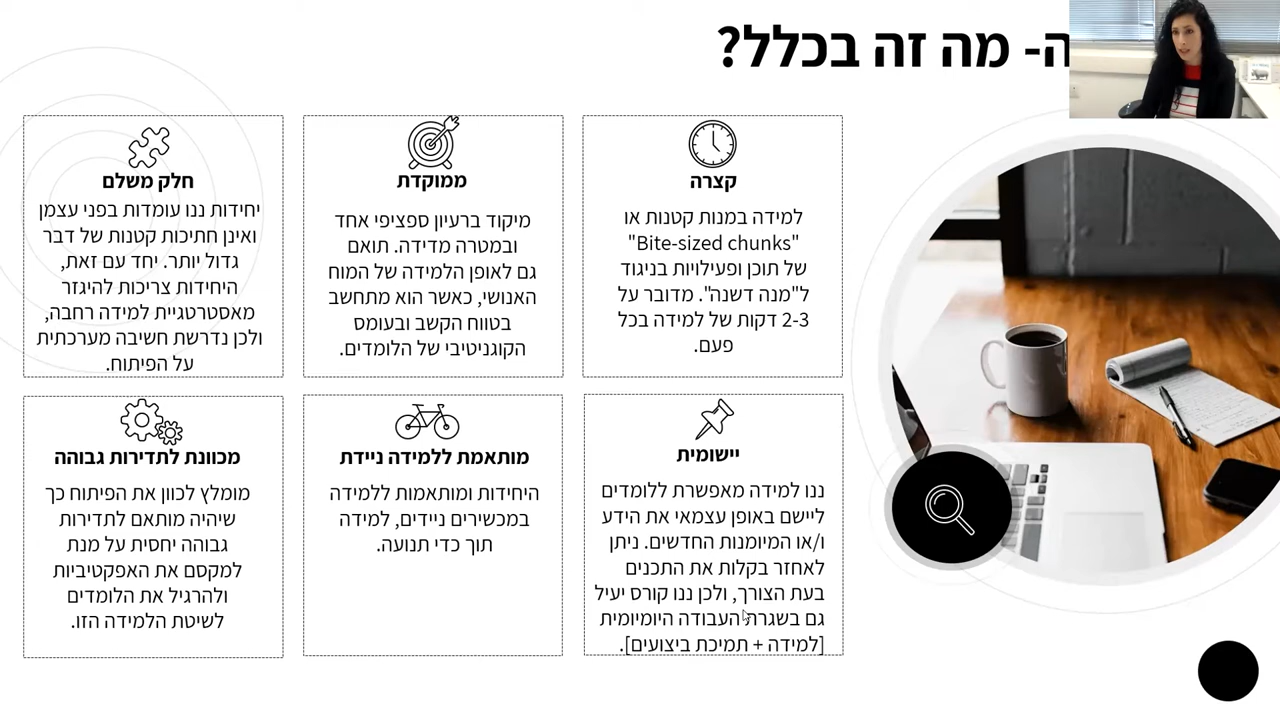 ה- מה זה בכלל?
קצרה
למידה במנות קטנות או
"Bite-sized chunks"
של תוכן ופעילויות בניגוד
ל"מנה דשנה". מדובר על
2-3 דקות של למידה בכל
פעם.
ממוקדת
מיקוד ברעיון ספציפי אחד
ובמטרה מדידה. תואם
גם לאופן הלמידה של המוח
האנושי, כאשר הוא מתחשב
בטווח הקשב ובעומס
הקוגניטיבי של הלומדים.
חלק משלם
יחידות ננו עומדות בפני עצמן
ואינן חתיכות קטנות של דבר
גדול יותר. יחד עם זאת,
היחידות צריכות להיגזר
מאסטרטגיית למידה רחבה,
ולכן נדרשת חשיבה מערכתית
על הפיתוח.
יישומית
ננו למידה מאפשרת ללומדים
ליישם באופן עצמאי את הידע
ו/או המיומנות החדשים. ניתן
לאחזר בקלות את התכנים
בעת הצורך, ולכן ננו קורס יעיל
גם בשגרת העבודה היומיומית
[למידה + תמיכת ביצועים].
מותאמת ללמידה ניידת
היחידות ומותאמות ללמידה
במכשירים ניידים, למידה
תוך כדי תנועה.
מכוונת לתדירות גבוהה
מומלץ לכוון את הפיתוח כך
שיהיה מותאם לתדירות
גבוהה יחסית על מנת
למקסם את האפקטיביות
ולהרגיל את הלומדים
לשיטת הלמידה הזו.